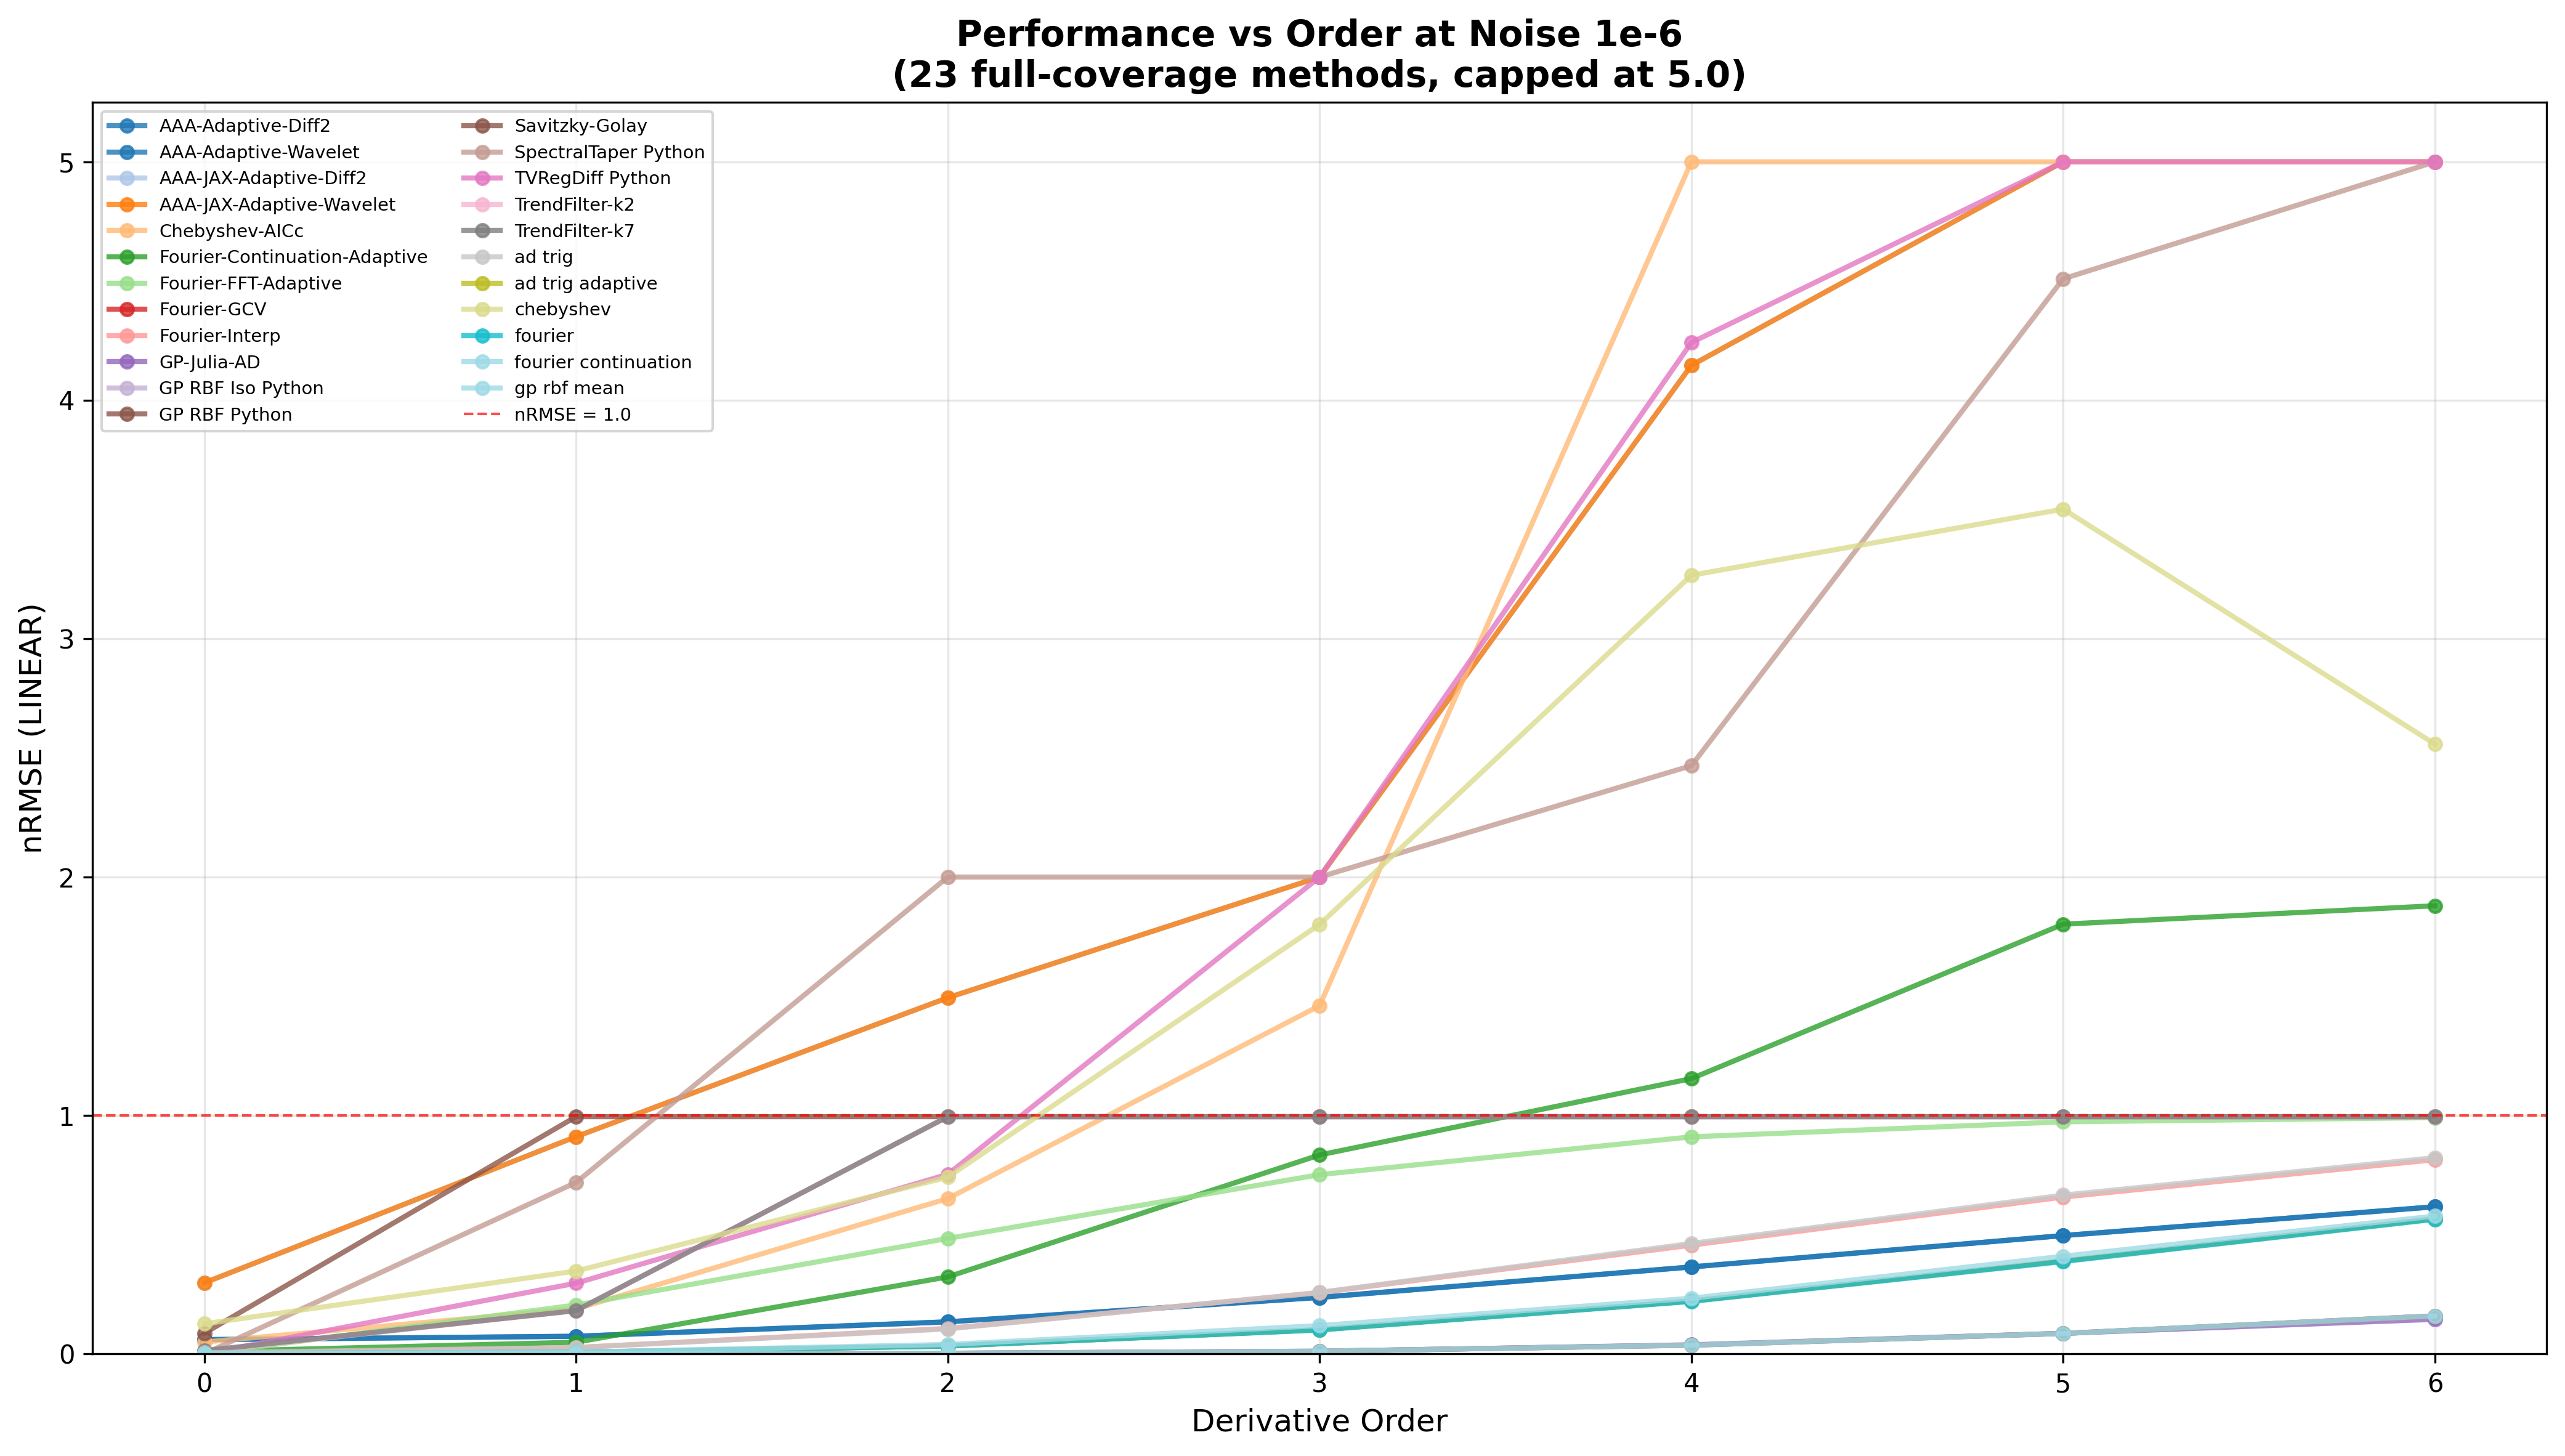 Performance vs Order at Noise 1e-6
(23 full-coverage methods, capped at 5.0)
AAA-Adaptive-Diff2
AAA-Adaptive-Wavelet
AAA-JAX-Adaptive-Diff2
AAA-JAX-Adaptive-Wavelet
Chebyshev-AICc
Fourier-Continuation-Adaptive
Fourier-FFT-Adaptive
Fourier-GCV
Fourier-Interp
GP-Julia-AD
GP RBF Iso Python
GP RBF Python
Savitzky-Golay
SpectralTaper Python
TVRegDiff Python
TrendFilter-k2
TrendFilter-k7
ad trig
ad trig adaptive
chebyshev
fourier
fourier continuation
gp rbf mean
nRMSE = 1.0
nRMSE (LINEAR)
5
4
3
2
1
0
0 1 2 3 4 5 6
Derivative Order